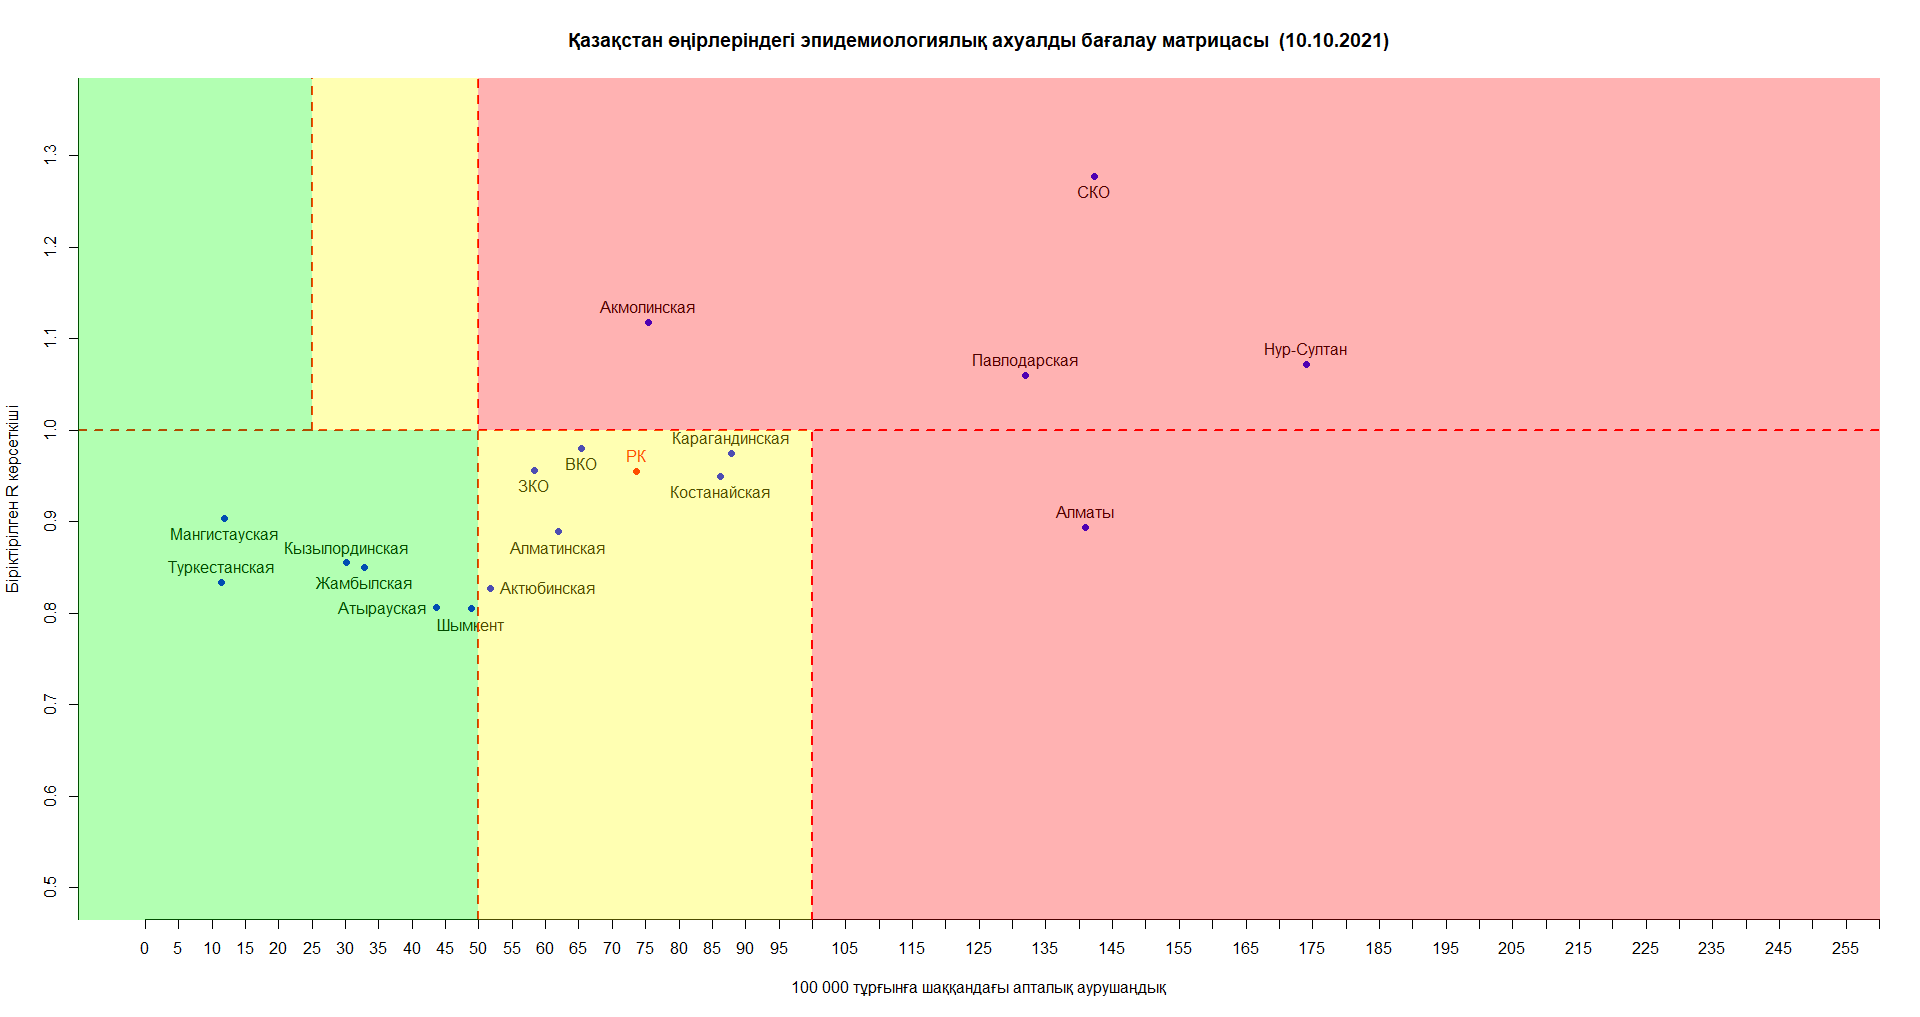 Қазақстан өңірлеріндегі эпидемиологиялық ахуалды бағалау матрицасы (10.10.2021)
Біріктірілген R көрсеткіші
1.3
1.2
1.1
1.0
0.9
0.8
0.7
0.6
0.5
СКО
Акмолинская
Нур-Султан
Павлодарская
Карагандинская
РК
ВКО
ЗКО
Костанайская
Алматы
Мангистауская
Кызылординская
Алматинская
Туркестанская
Жамбылская
Актюбинская
Атырауская
Шымкент
0 5 10 15 20 25 30 35 40 45 50 55 60 65 70 75 80 85 90 95 105 115 125 135 145 155 165 175 185 195 205 215 225 235 245 255
100 000 тұрғынға шаққандағы апталық аурушаңдық